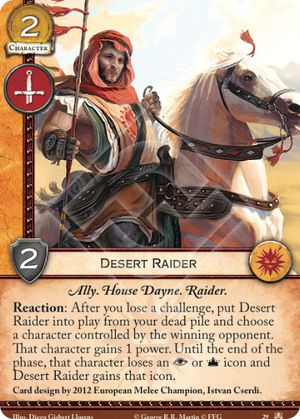 2
CHARACTER
2
DESERT RAIDER
Ally. House Dayne. Raider.
Reaction: After you lose a challenge, put Desert
Raider into play from your dead pile and choose
a character controlled by the winning opponent.
That character gains 1 power. Until the end of the
phase, that character loses an or icon and
Desert Raider gains that icon.
Card design by 2012 European Melee Champion, Istvan Cserdi.
Illus. Diego Gisbert Llorens © George R.R. Martin © FFG 29